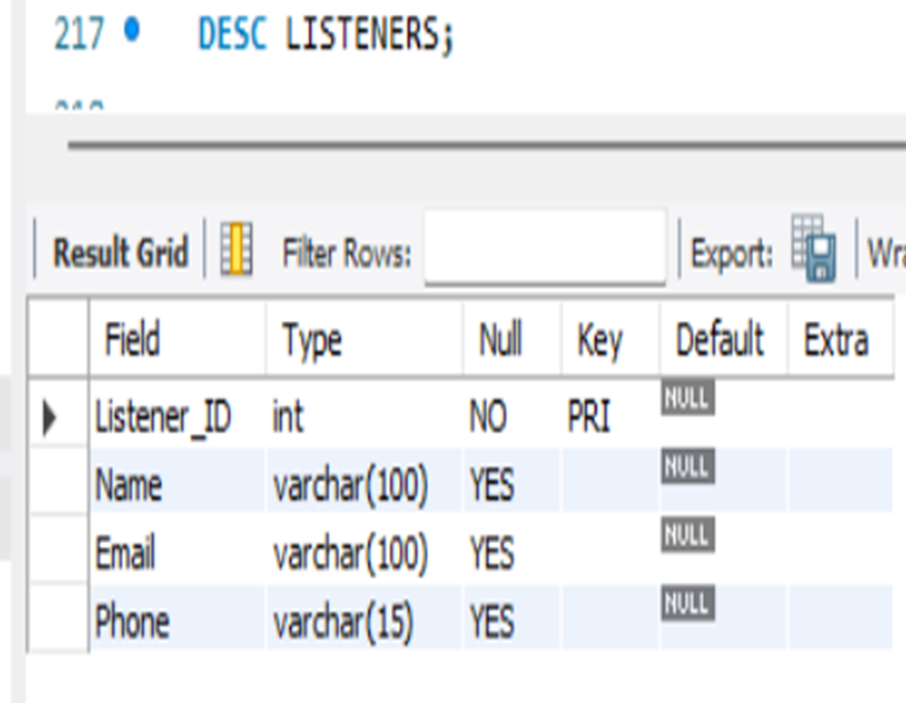 217 DESC LISTENERS;
Result Grid Filter Rows: Export:
Field Type Null Key Default Extra
Listener_ID int NO PRI NULL
Name varchar(100) YES NULL
Email varchar(100) YES NULL
Phone varchar(15) YES NULL